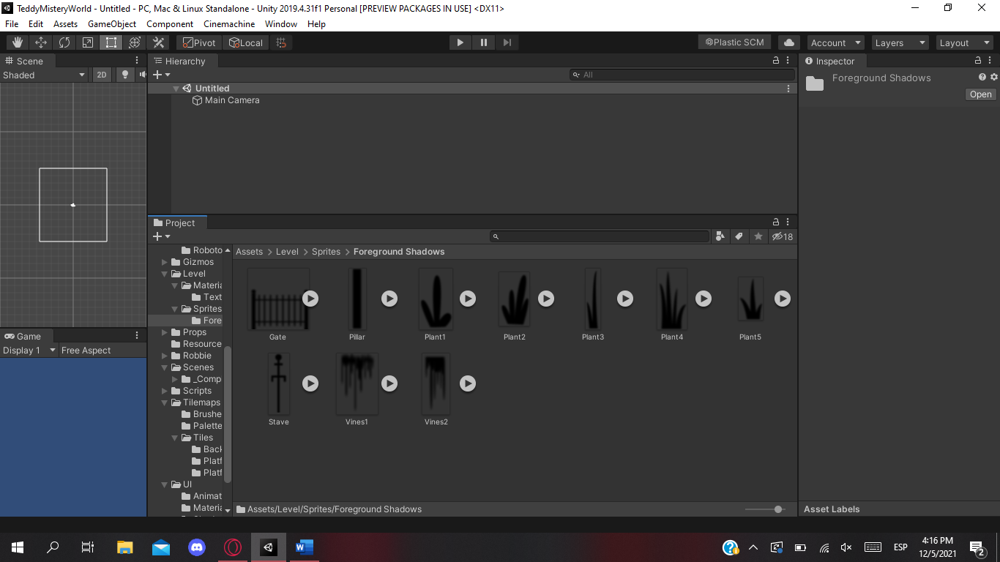 TeddyMisteryWorld - Untitled - PC, Mac & Linux Standalone - Unity 2019.4.31f1 Personal [PREVIEW PACKAGES IN USE] <DX11>
File Edit Assets GameObject Component Cinemachine Window Help
Pivot Local Plastic SCM Account Layers Layout
Scene
Shaded 2D
Hierarchy
All
Untitled
Main Camera
Inspector
Foreground Shadows
Open
Project
18
Roboto
Gizmos
Level
Materia
Text
Sprites
Fore
Props
Resource
Robbie
Scenes
_Comp
Scripts
Tilemaps
Brushe
Palette
Tiles
Back
Platf
Platf
UI
Animat
Materia
Assets > Level > Sprites > Foreground Shadows
Gate Pillar Plant1 Plant2 Plant3 Plant4 Plant5
Stave Vines1 Vines2
Assets/Level/Sprites/Foreground Shadows
Game
Display 1 Free Aspect
Asset Labels
ESP
4:16 PM
12/5/2021
2